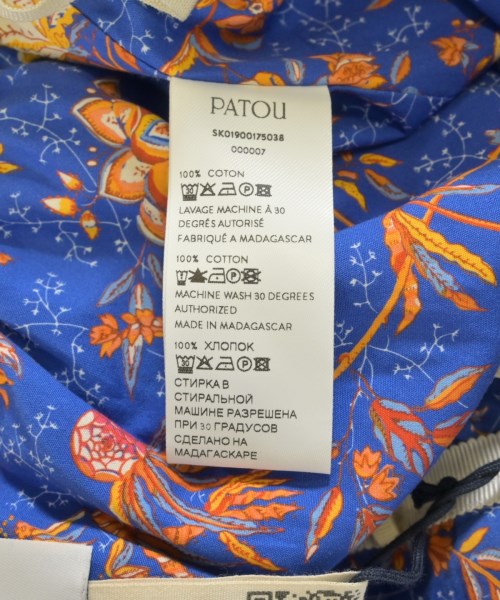 PATOU
SK01900175038
000007
100% COTON
LAVAGE MACHINE À 30
DEGRÉS AUTORISÉ
FABRIQUÉ A MADAGASCAR
100% COTTON
MACHINE WASH 30 DEGREES
AUTHORIZED
MADE IN MADAGASCAR
100% ХЛОПОК
СТИРКА В
СТИРАЛЬНОЙ
МАШИНЕ РАЗРЕШЕНА
ПРИ 30 ГРАДУСОВ
СДЕЛАНО НА
МАДАГАСКАРЕ